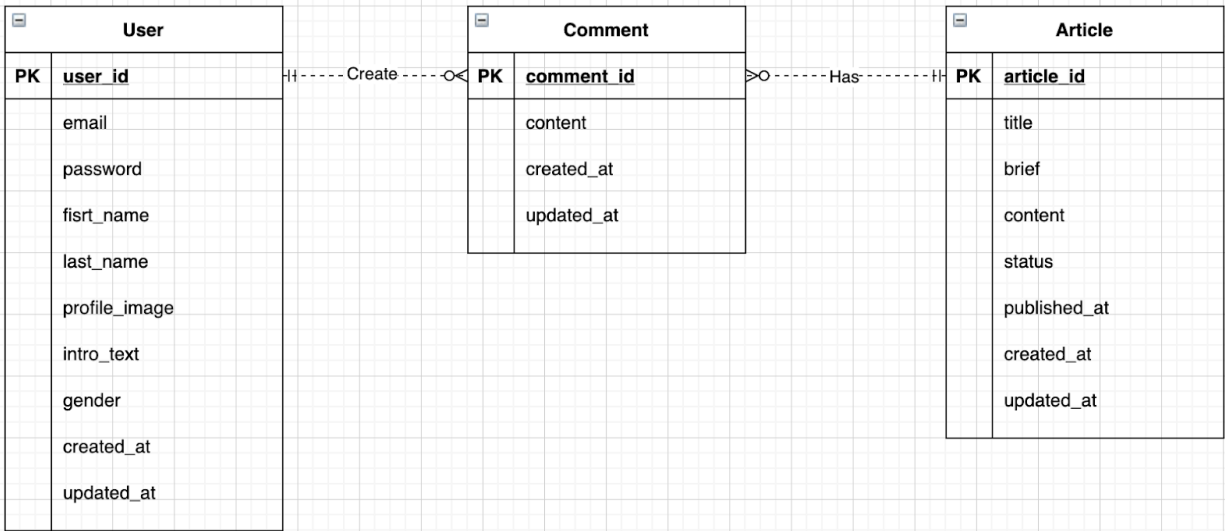 User
PK user_id
email
password
fisrt_name
last_name
profile_image
intro_text
gender
created_at
updated_at
Create
Comment
PK comment_id
content
created_at
updated_at
Has
Article
PK article_id
title
brief
content
status
published_at
created_at
updated_at